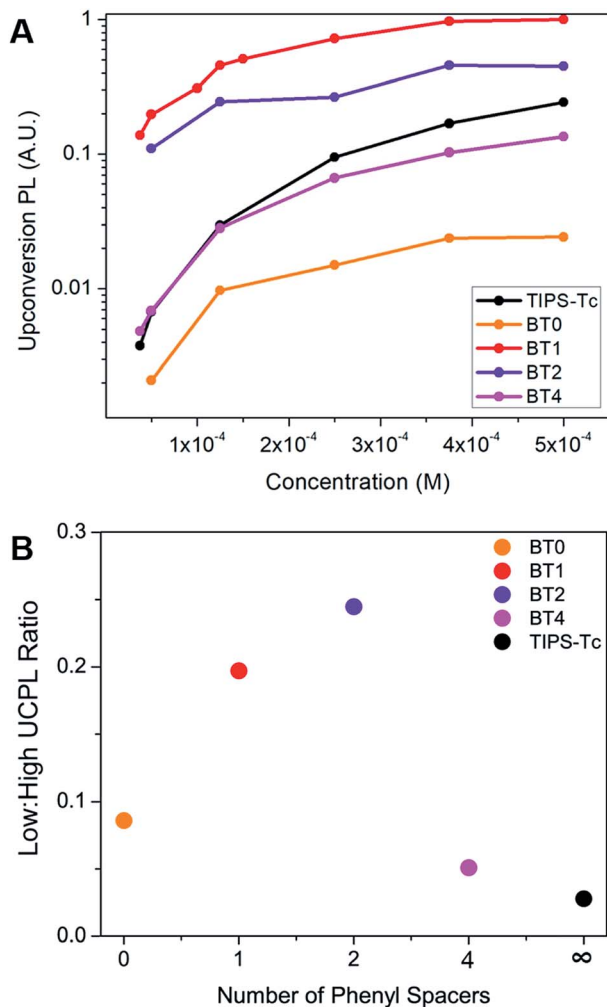 A
Upconversion PL (A.U.)
1
0.1
0.01
TIPS-Tc
BT0
BT1
BT2
BT4
1x10⁻⁴ 2x10⁻⁴ 3x10⁻⁴ 4x10⁻⁴ 5x10⁻⁴
Concentration (M)
B
Low:High UCPL Ratio
0.3
0.2
0.1
0.0
BT0
BT1
BT2
BT4
TIPS-Tc
0 1 2 4 ∞
Number of Phenyl Spacers